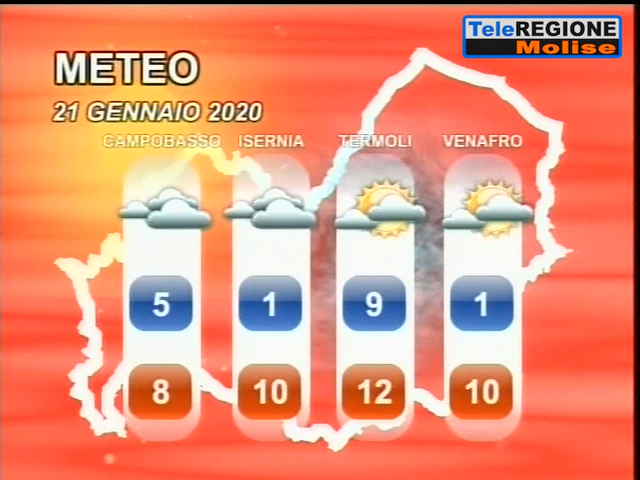 TeleREGIONE
Molise
METEO
21 GENNAIO 2020
CAMPOBASSO ISERNIA TERMOLI VENAFRO
5 1 9 1
8 10 12 10